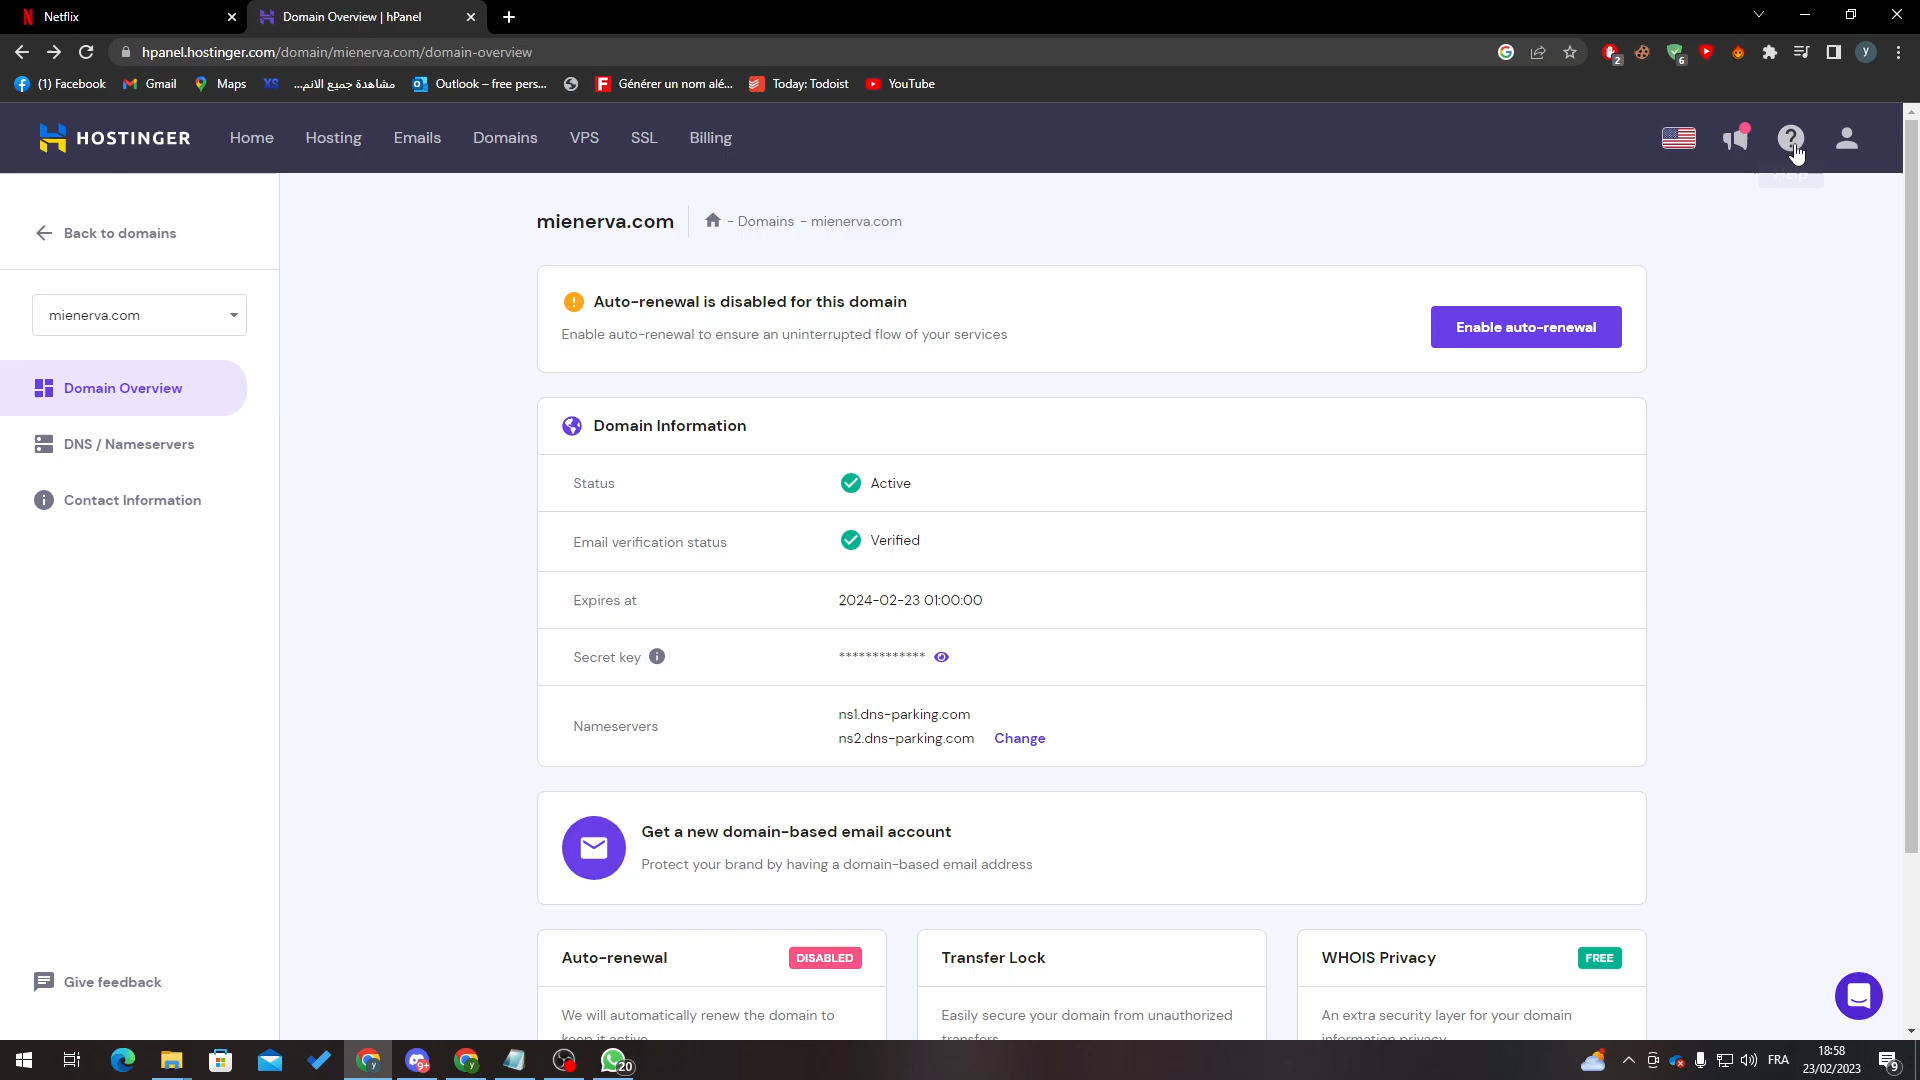 Netflix
Domain Overview | hPanel
hpanel.hostinger.com/domain/mienerva.com/domain-overview
2
6
y
(1) Facebook
Gmail
Maps
XS
مشاهدة جميع الانم...
Outlook – free pers...
Générer un nom alé...
Today: Todoist
YouTube
HOSTINGER
Home
Hosting
Emails
Domains
VPS
SSL
Billing
Back to domains
mienerva.com
Domain Overview
DNS / Nameservers
Contact Information
Give feedback
mienerva.com
- Domains - mienerva.com
Auto-renewal is disabled for this domain
Enable auto-renewal to ensure an uninterrupted flow of your services
Enable auto-renewal
Domain Information
Status
Active
Email verification status
Verified
Expires at
2024-02-23 01:00:00
Secret key
*************
Nameservers
ns1.dns-parking.com
ns2.dns-parking.com
Change
Get a new domain-based email account
Protect your brand by having a domain-based email address
Auto-renewal
DISABLED
We will automatically renew the domain to
keep it active
Transfer Lock
Easily secure your domain from unauthorized
transfers
WHOIS Privacy
FREE
An extra security layer for your domain
information privacy
9+
20
FRA
18:58
23/02/2023
9